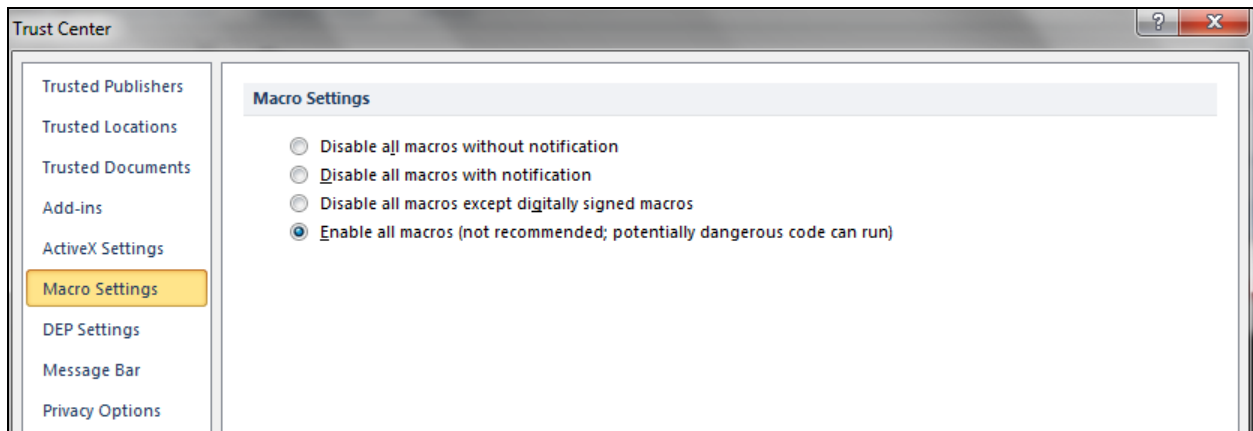 Trust Center
?
X
Trusted Publishers
Trusted Locations
Trusted Documents
Add-ins
ActiveX Settings
Macro Settings
DEP Settings
Message Bar
Privacy Options
Macro Settings
Disable all macros without notification
Disable all macros with notification
Disable all macros except digitally signed macros
Enable all macros (not recommended; potentially dangerous code can run)